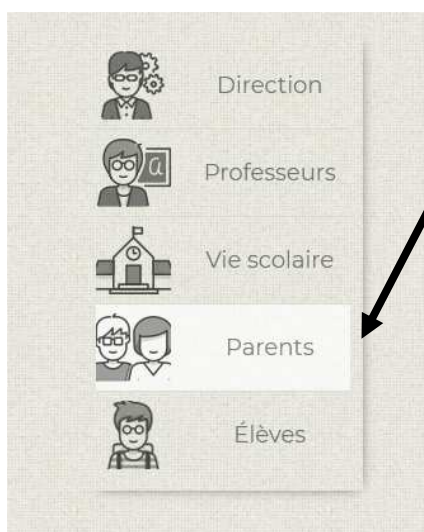 Direction
Professeurs
Vie scolaire
Parents
Élèves